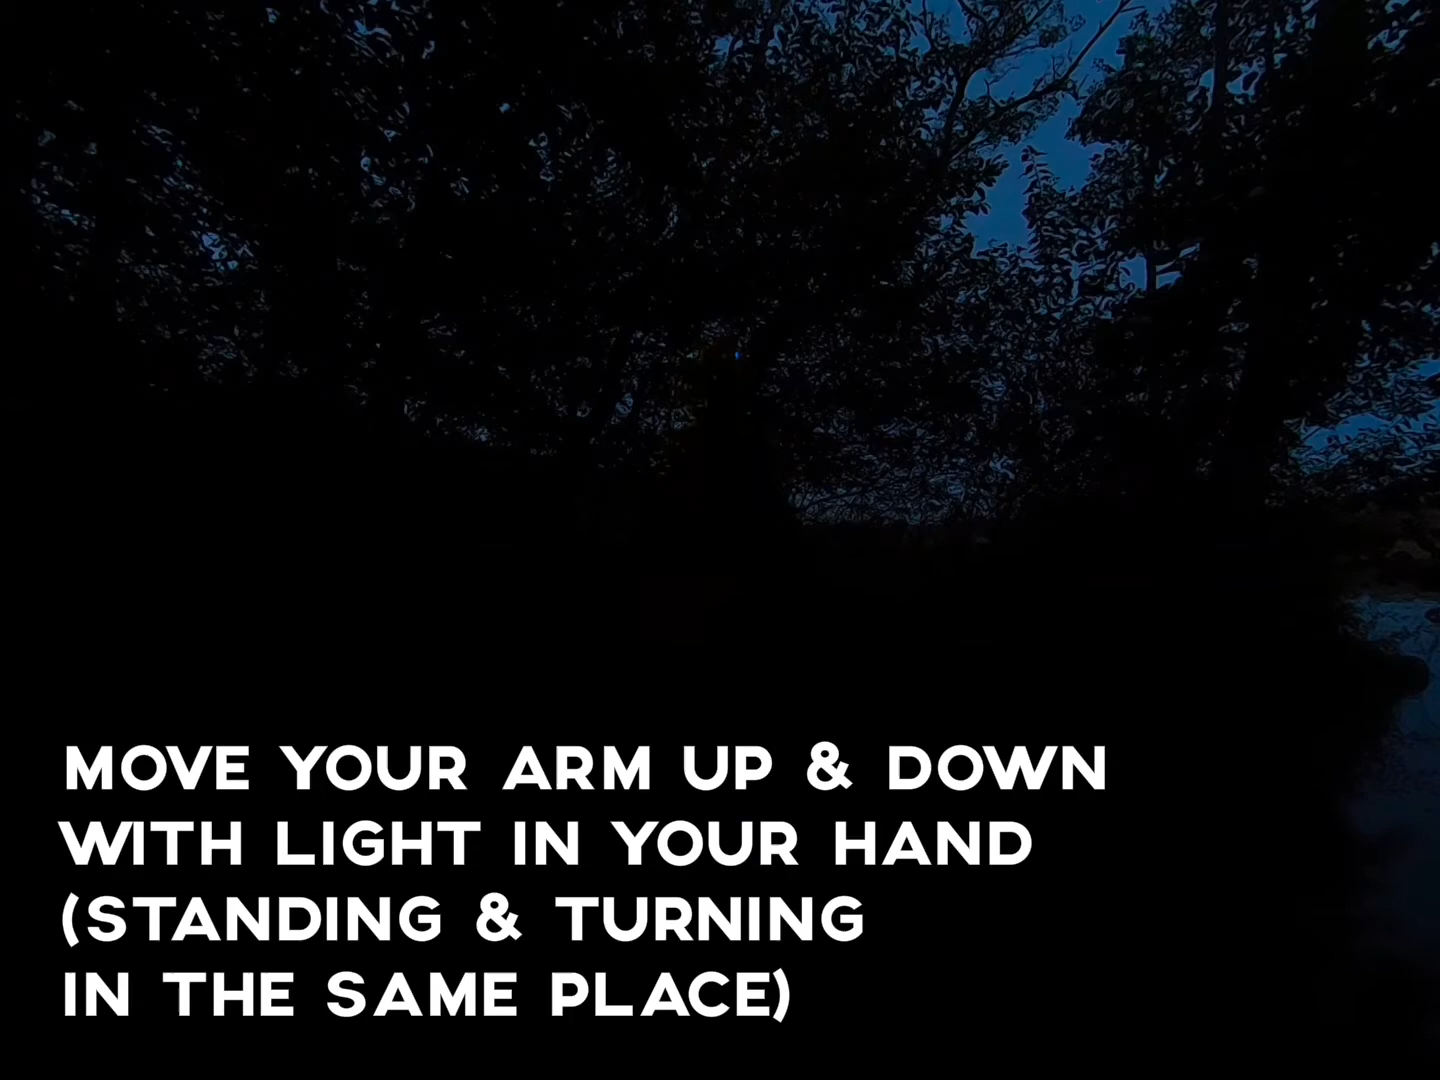 MOVE YOUR ARM UP & DOWN
WITH LIGHT IN YOUR HAND
(STANDING & TURNING
IN THE SAME PLACE)